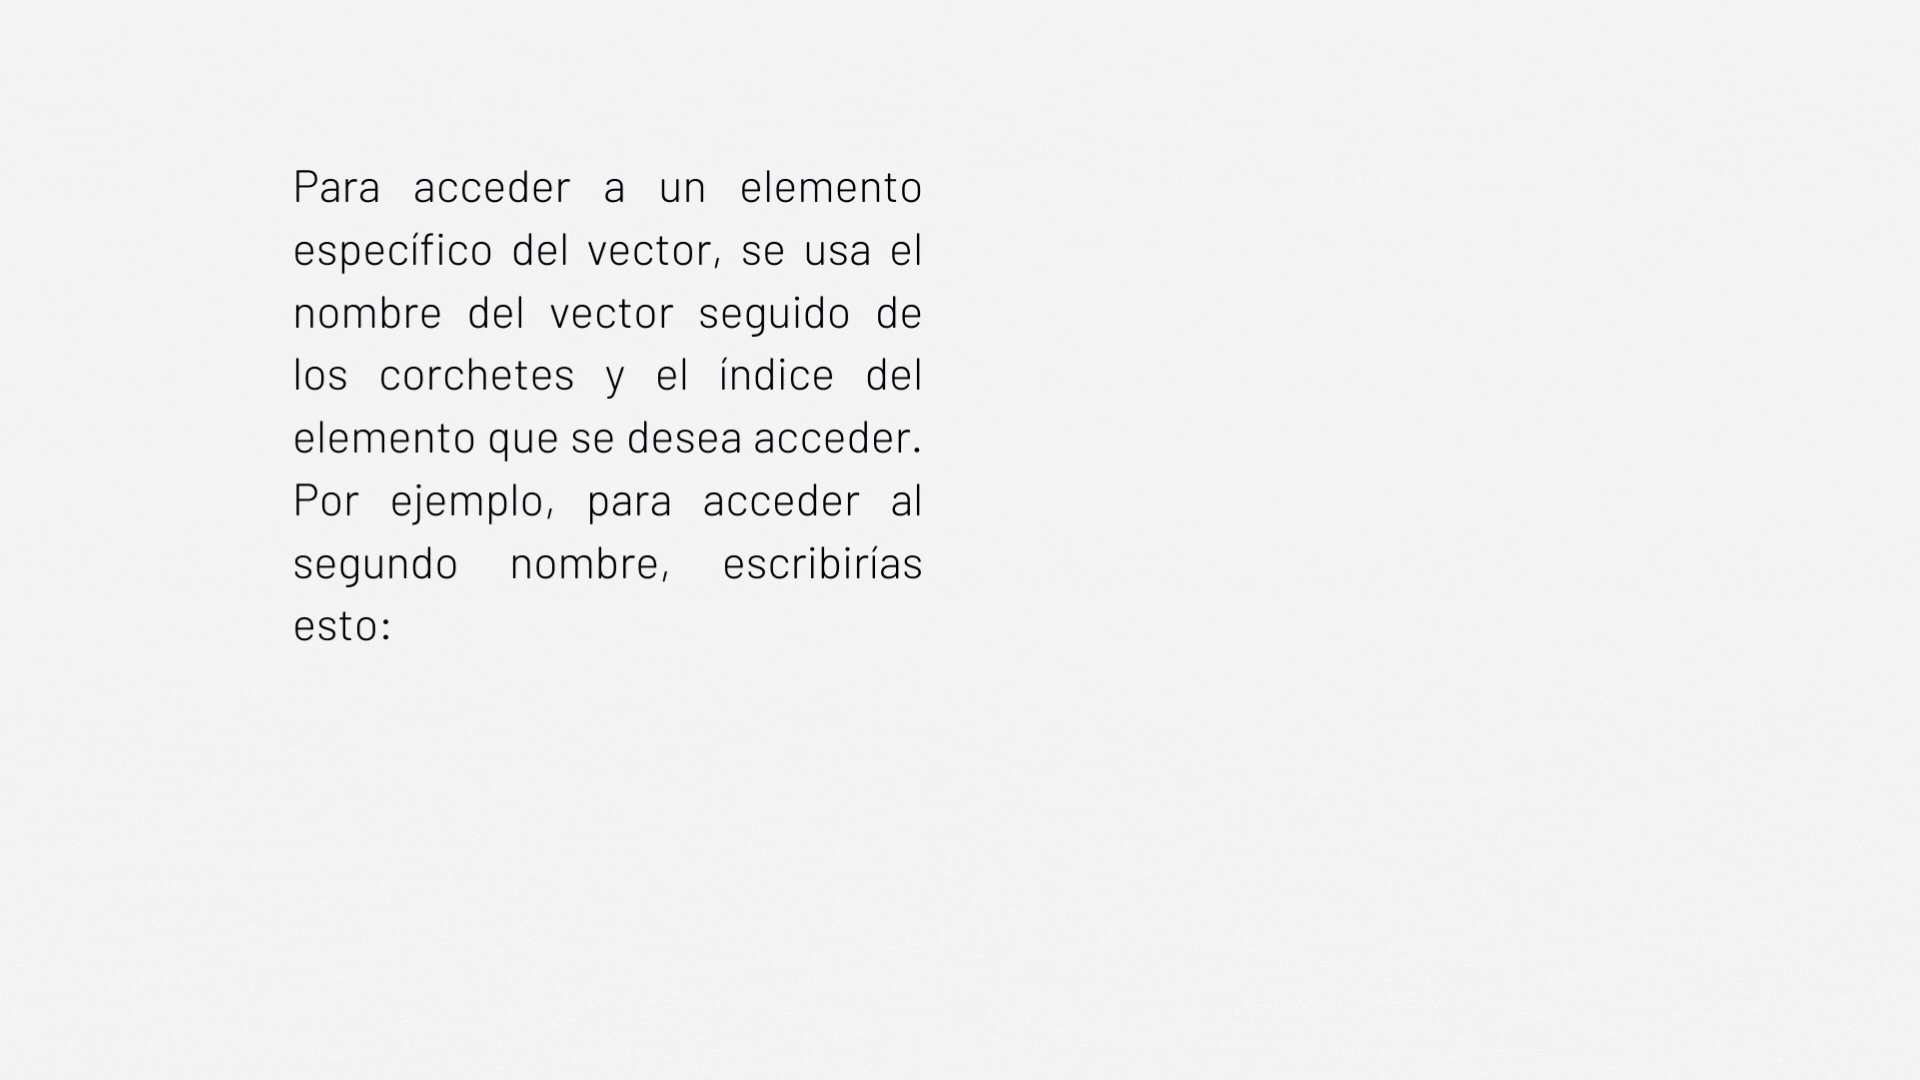 Para acceder a un elemento
específico del vector, se usa el
nombre del vector seguido de
los corchetes y el índice del
elemento que se desea acceder.
Por ejemplo, para acceder al
segundo nombre, escribirías
esto: